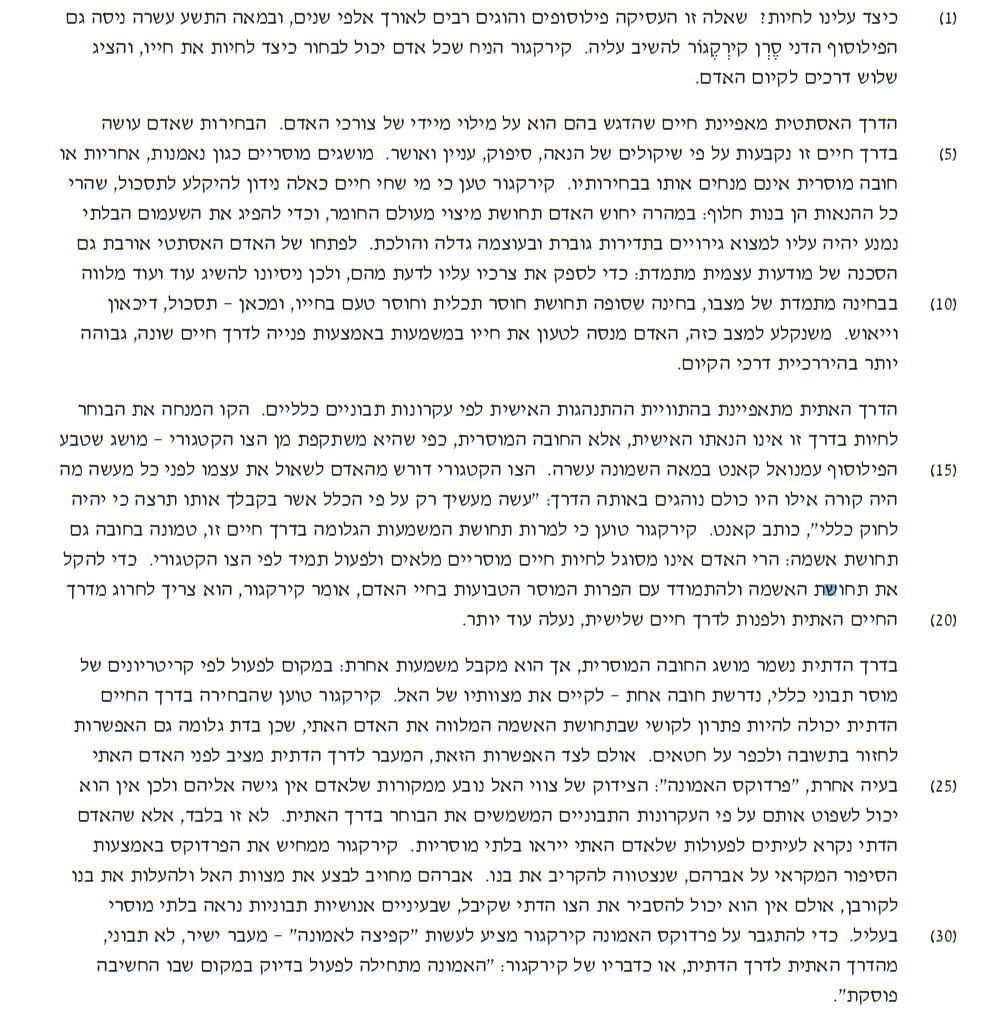 (1) כיצד עלינו לחיות? שאלה זו העסיקה פילוסופים והוגים רבים לאורך אלפי שנים, ובמאה התשע עשרה ניסה גם
הפילוסוף הדני סֶרֶן קִירְקֶגוֹר להשיב עליה. קירקגור הניח שכל אדם יכול לבחור כיצד לחיות את חייו, והציג
שלוש דרכים לקיום האדם.
הדרך האסתטית מאפיינת חיים שהדגש בהם הוא על מילוי מיידי של צורכי האדם. הבחירות שאדם עושה
(5) בדרך חיים זו נקבעות על פי שיקולים של הנאה, סיפוק, עניין ואושר. מושגים מוסריים כגון נאמנות, אחריות או
חובה מוסרית אינם מנחים אותו בבחירותיו. קירקגור טען כי מי שחי חיים כאלה נידון להיקלע לתסכול, שהרי
כל ההנאות הן בנות חלוף: במהרה יחוש האדם תחושת מיצוי מעולם החומר, וכדי להפיג את השעמום הבלתי
נמנע יהיה עליו למצוא גירויים בתדירות גוברת ובעוצמה גדלה והולכת. לפתחו של האדם האסתטי אורבת גם
הסכנה של מודעות עצמית מתמדת: כדי לספק את צרכיו עליו לדעת מהם, ולכן ניסיונו להשיג עוד ועוד מלווה
(10) בבחינה מתמדת של מצבו, בחינה שסופה תחושת חוסר תכלית וחוסר טעם בחייו, ומכאן – תסכול, דיכאון
וייאוש. משנקלע למצב כזה, האדם מנסה לטעון את חייו במשמעות באמצעות פנייה לדרך חיים שונה, גבוהה
יותר בהיררכיית דרכי הקיום.
הדרך האתית מתאפיינת בהתוויית ההתנהגות האישית לפי עקרונות תבוניים כלליים. הקו המנחה את הבוחר
לחיות בדרך זו אינו הנאתו האישית, אלא החובה המוסרית, כפי שהיא משתקפת מן הצו הקטגורי – מושג שטבע
(15) הפילוסוף עמנואל קאנט במאה השמונה עשרה. הצו הקטגורי דורש מהאדם לשאול את עצמו לפני כל מעשה מה
היה קורה אילו היו כולם נוהגים באותה הדרך: "עשה מעשיך רק על פי הכלל אשר בקבלך אותו תרצה כי יהיה
לחוק כללי", כותב קאנט. קירקגור טוען כי למרות תחושת המשמעות הגלומה בדרך חיים זו, טמונה בחובה גם
תחושת אשמה: הרי האדם אינו מסוגל לחיות חיים מוסריים מלאים ולפעול תמיד לפי הצו הקטגורי. כדי להקל
את תחושת האשמה ולהתמודד עם הפרות המוסר הטבועות בחיי האדם, אומר קירקגור, הוא צריך לחרוג מדרך
(20) החיים האתית ולפנות לדרך חיים שלישית, נעלה עוד יותר.
בדרך הדתית נשמר מושג החובה המוסרית, אך הוא מקבל משמעות אחרת: במקום לפעול לפי קריטריונים של
מוסר תבוני כללי, נדרשת חובה אחת – לקיים את מצוותיו של האל. קירקגור טוען שהבחירה בדרך החיים
הדתית יכולה להיות פתרון לקושי שבתחושת האשמה המלווה את האדם האתי, שכן בדת גלומה גם האפשרות
לחזור בתשובה ולכפר על חטאים. אולם לצד האפשרות הזאת, המעבר לדרך הדתית מציב לפני האדם האתי
(25) בעיה אחרת, "פרדוקס האמונה": הצידוק של צווי האל נובע ממקורות שלאדם אין גישה אליהם ולכן אין הוא
יכול לשפוט אותם על פי העקרונות התבוניים המשמשים את הבוחר בדרך האתית. לא זו בלבד, אלא שהאדם
הדתי נקרא לעיתים לפעולות שלאדם האתי ייראו בלתי מוסריות. קירקגור ממחיש את הפרדוקס באמצעות
הסיפור המקראי על אברהם, שנצטווה להקריב את בנו. אברהם מחויב לבצע את מצוות האל ולהעלות את בנו
לקורבן, אולם אין הוא יכול להסביר את הצו הדתי שקיבל, שבעיניים אנושיות תבוניות נראה בלתי מוסרי
(30) בעליל. כדי להתגבר על פרדוקס האמונה קירקגור מציע לעשות "קפיצה לאמונה" – מעבר ישיר, לא תבוני,
מהדרך האתית לדרך הדתית, או כדבריו של קירקגור: "האמונה מתחילה לפעול בדיוק במקום שבו החשיבה
פוסקת".